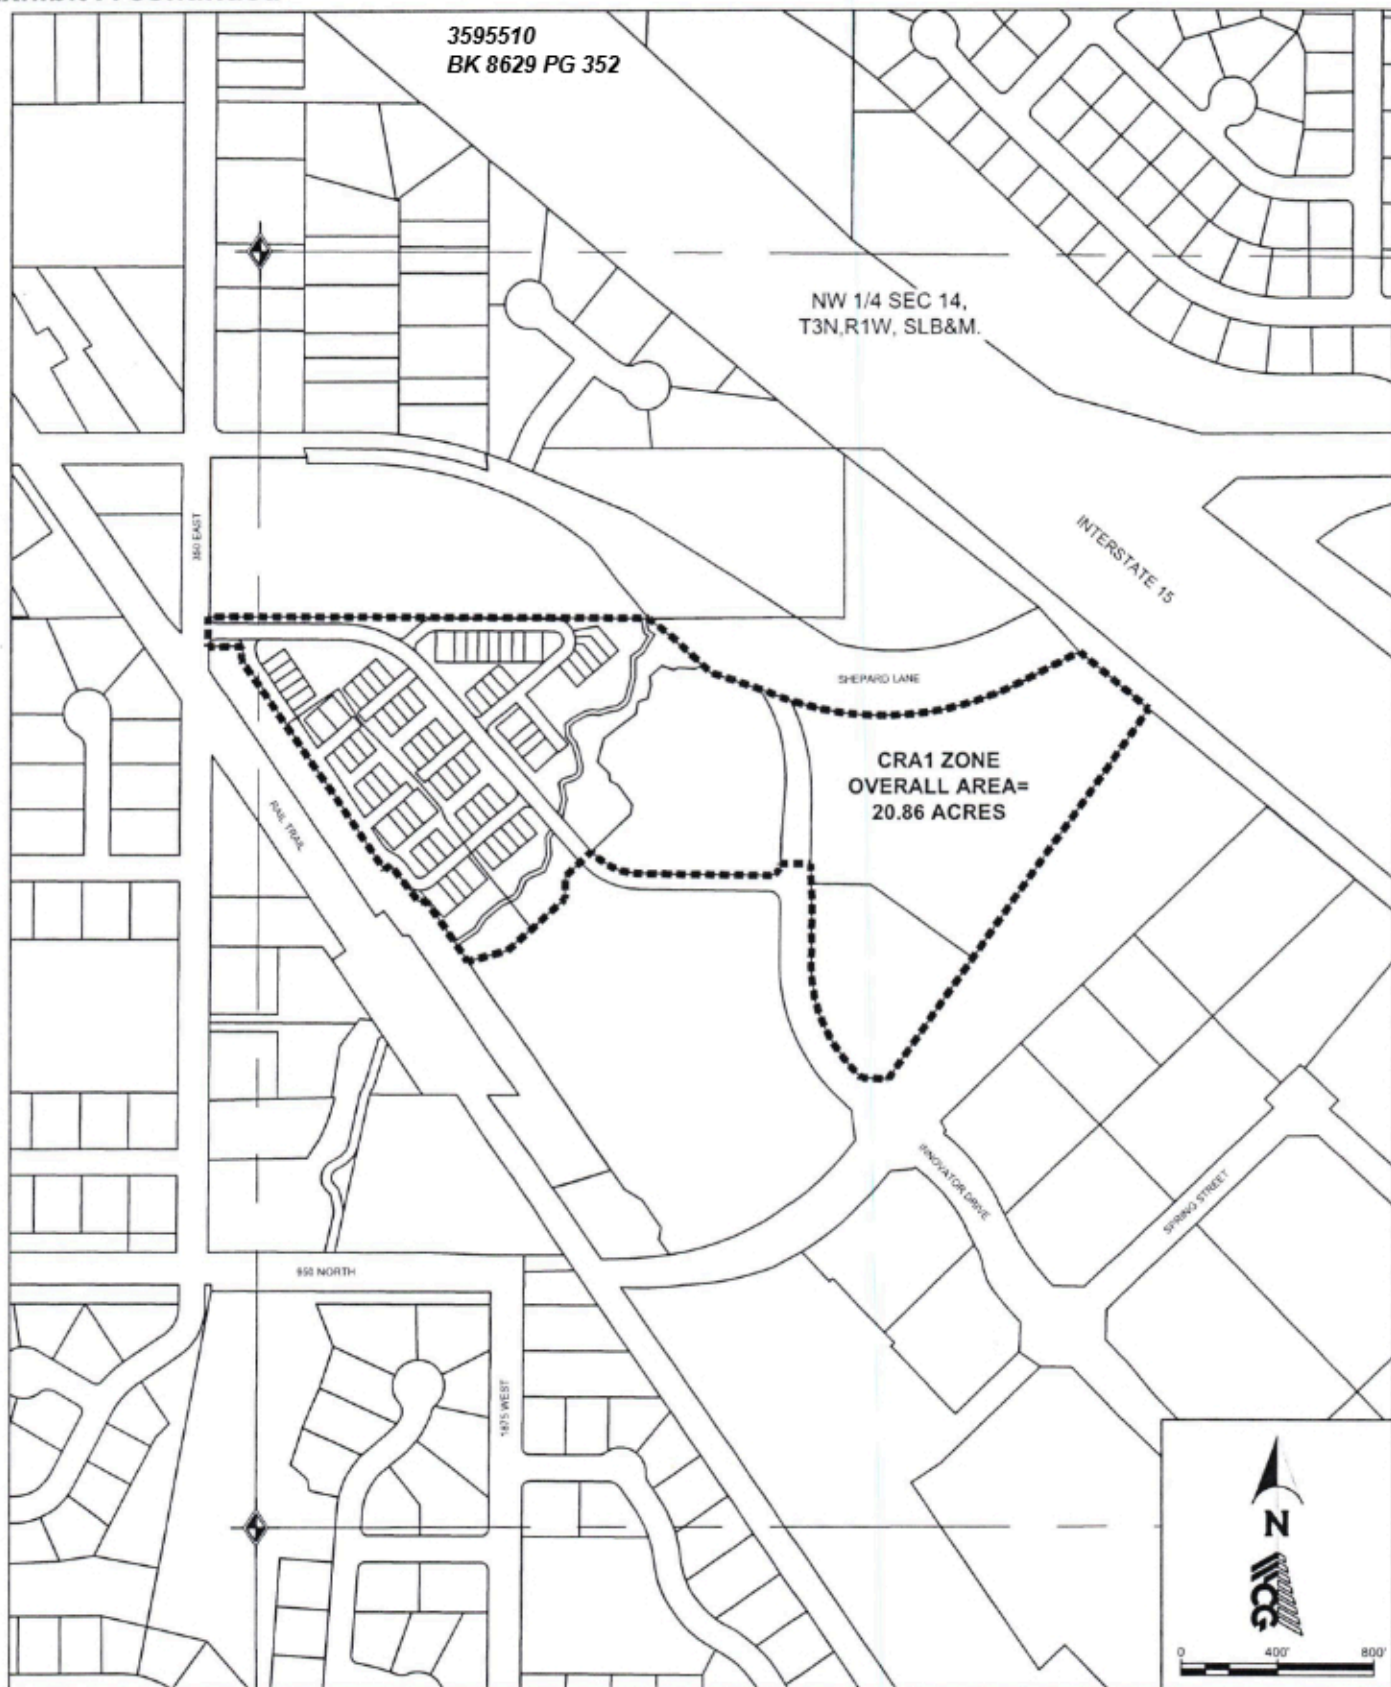 3595510
BK 8629 PG 352
NW 1/4 SEC 14,
T3N,R1W, SLB&M.
INTERSTATE 15
350 EAST
SHEPARD LANE
CRA1 ZONE
OVERALL AREA=
20.86 ACRES
RAIL TRAIL
INNOVATOR DRIVE
SPRING STREET
950 NORTH
1875 WEST
N
WCG
0 400' 800'